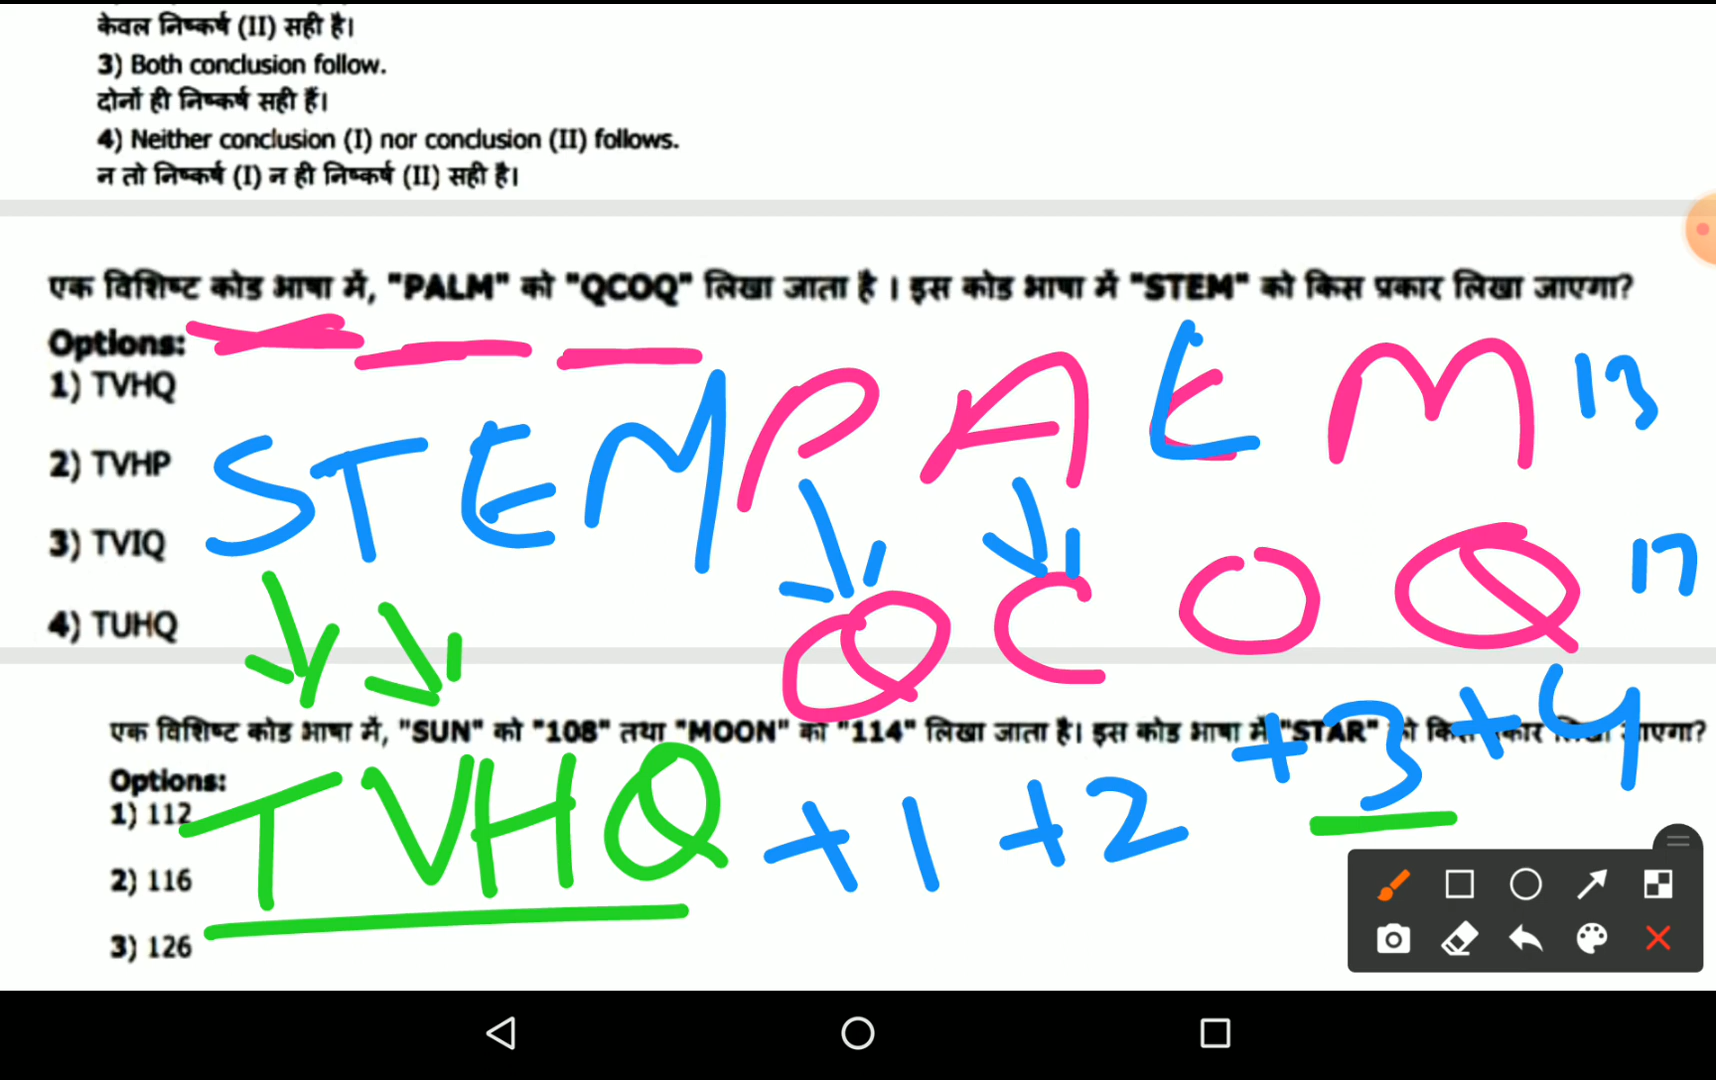 केवल निष्कर्ष (II) सही है।
3) Both conclusion follow.
दोनों ही निष्कर्ष सही हैं।
4) Neither conclusion (I) nor conclusion (II) follows.
न तो निष्कर्ष (I) न ही निष्कर्ष (II) सही है।
एक विशिष्ट कोड भाषा में, "PALM" को "QCOQ" लिखा जाता है । इस कोड भाषा में "STEM" को किस प्रकार लिखा जाएगा?
Options:
1) TVHQ
2) TVHP
3) TVIQ
4) TUHQ
PALM 13
STEM
QCOQ 17
एक विशिष्ट कोड भाषा में, "SUN" को "108" तथा "MOON" को "114" लिखा जाता है। इस कोड भाषा में "STAR" को
Options:
1) 112
2) 116
3) 126
TVHQ
+1 +2 +3 +4